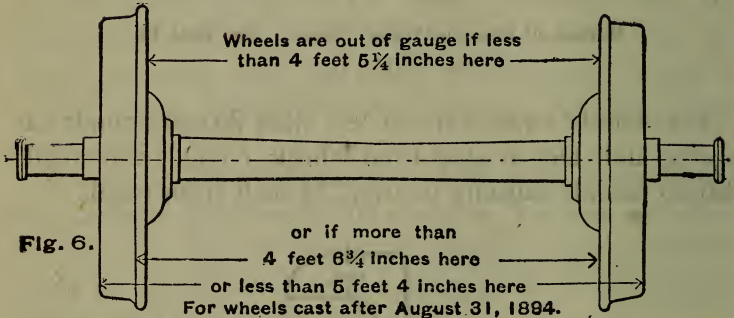 Wheels are out of gauge if less
than 4 feet 5¼ inches here
Fig. 6.
or if more than
4 feet 6¾ inches here
or less than 5 feet 4 inches here
For wheels cast after August 31, 1894.